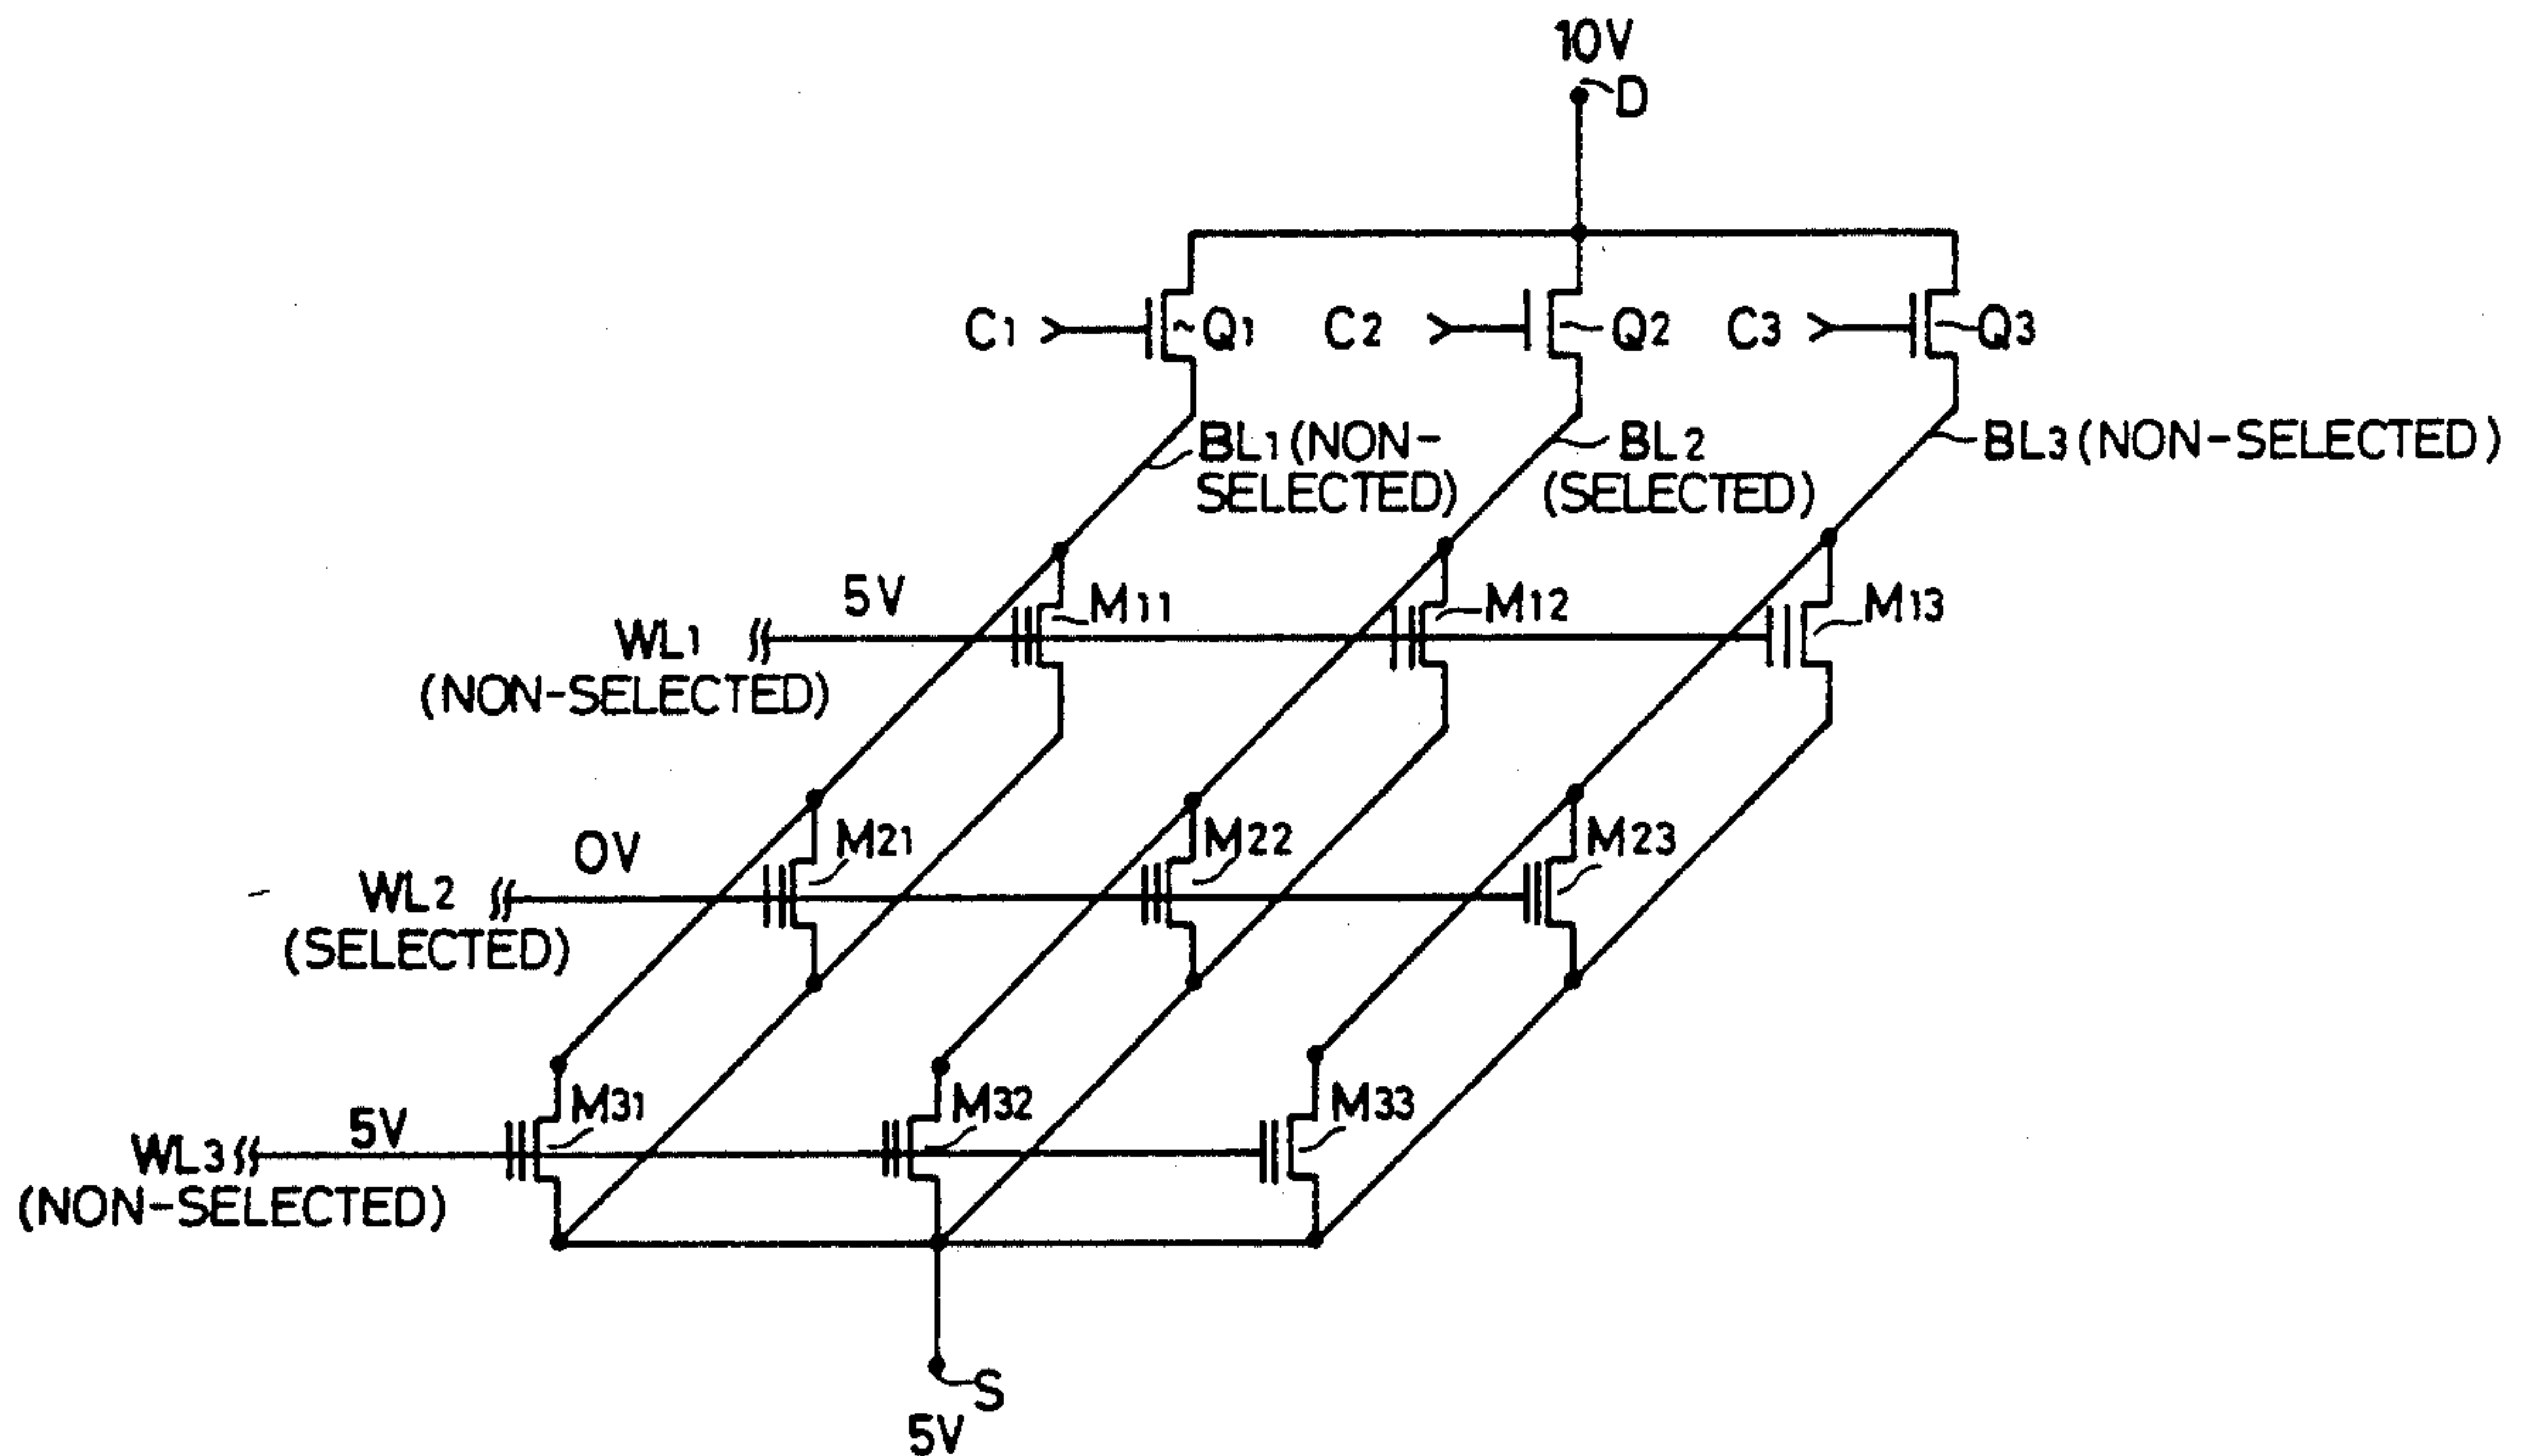 10V
D
C1 Q1 C2 Q2 C3 Q3
BL1 (NON-
SELECTED)
BL2
(SELECTED)
BL3 (NON-SELECTED)
5V M11 M12 M13
WL1
(NON-SELECTED)
0V M21 M22 M23
WL2
(SELECTED)
5V M31 M32 M33
WL3
(NON-SELECTED)
S
5V